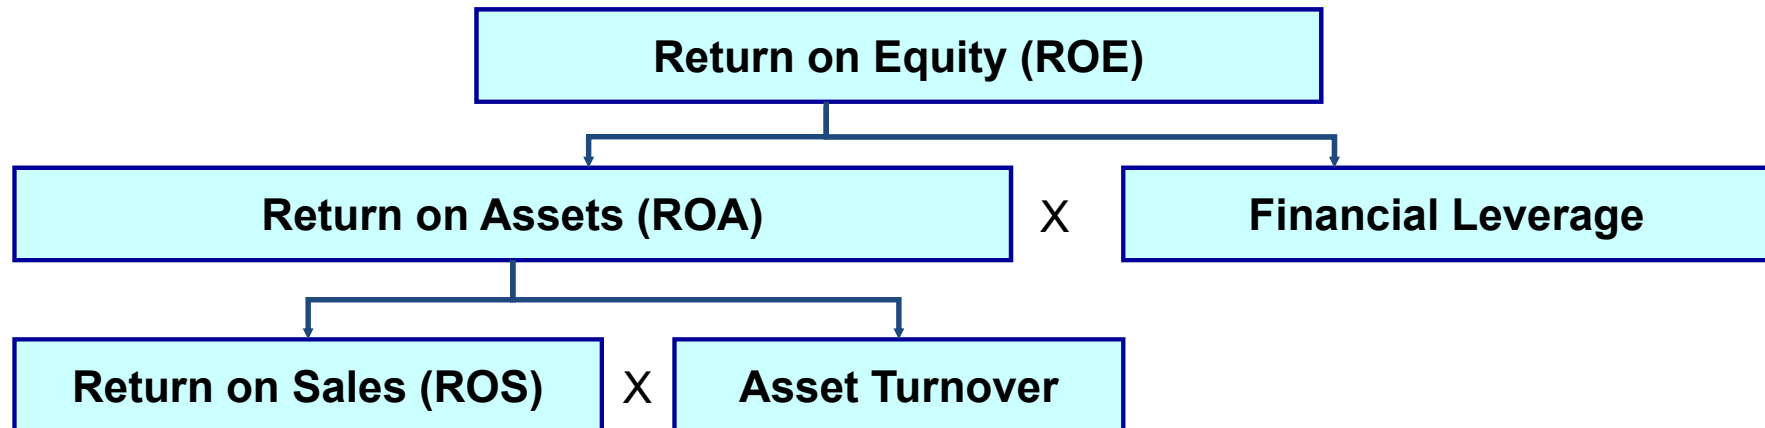 Return on Equity (ROE)
Return on Assets (ROA) X Financial Leverage
Return on Sales (ROS) X Asset Turnover